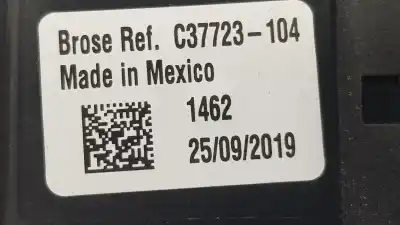 Brose Ref. C37723-104
Made in Mexico
1462
25/09/2019